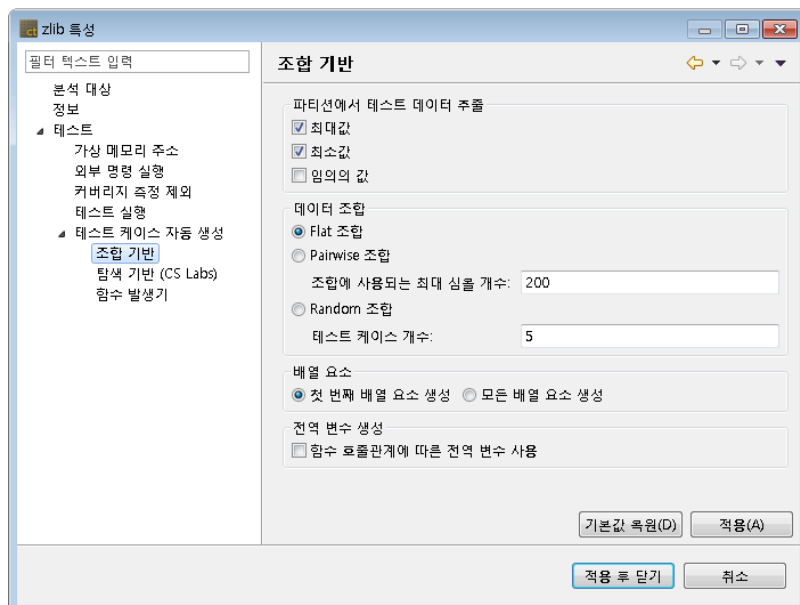 ct zlib 특성
필터 텍스트 입력
분석 대상
정보
테스트
가상 메모리 주소
외부 명령 실행
커버리지 측정 제외
테스트 실행
테스트 케이스 자동 생성
조합 기반
탐색 기반 (CS Labs)
함수 발생기
조합 기반
파티션에서 테스트 데이터 추출
최대값
최소값
임의의 값
데이터 조합
Flat 조합
Pairwise 조합
조합에 사용되는 최대 심볼 개수: 200
Random 조합
테스트 케이스 개수: 5
배열 요소
첫 번째 배열 요소 생성 모든 배열 요소 생성
전역 변수 생성
함수 호출관계에 따른 전역 변수 사용
기본값 복원(D) 적용(A)
적용 후 닫기 취소